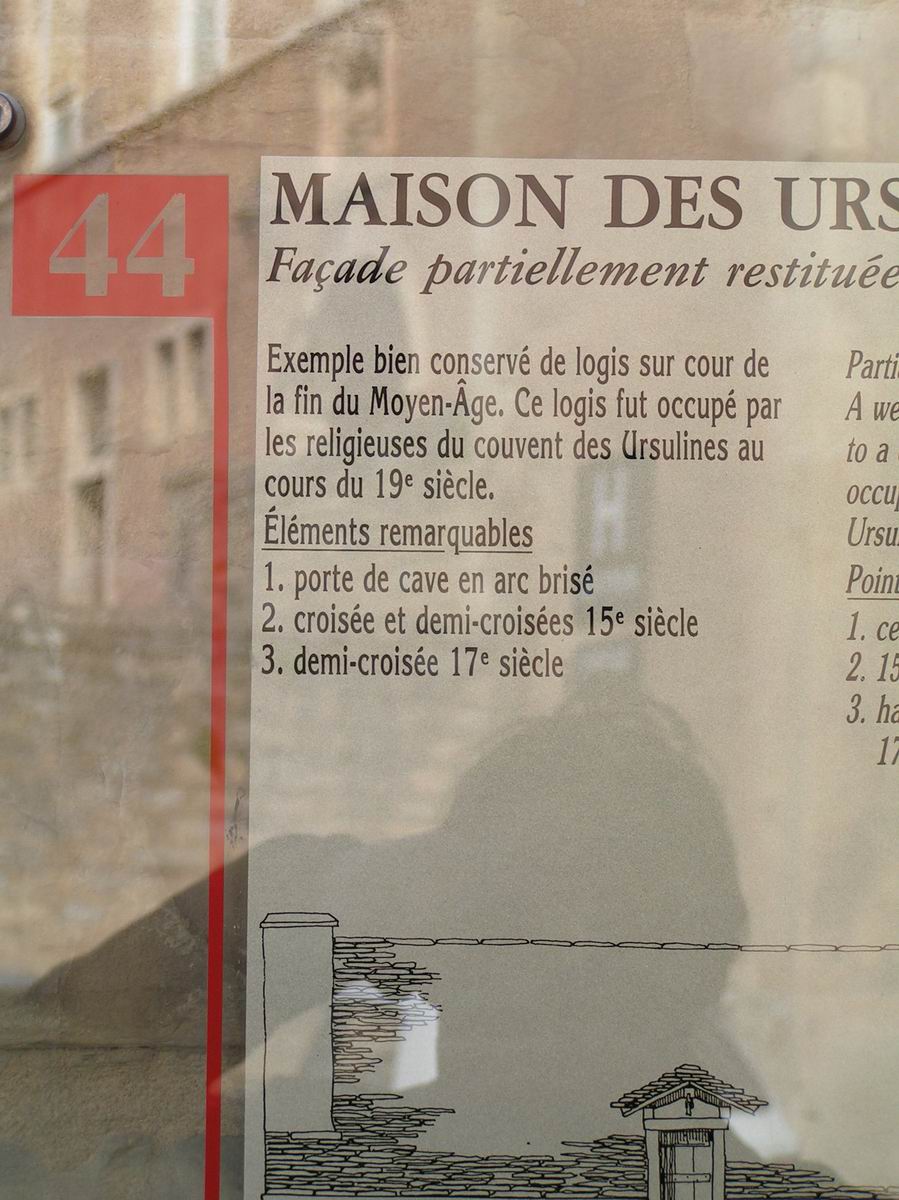 44
MAISON DES URS
Façade partiellement restituée
Exemple bien conservé de logis sur cour de
la fin du Moyen-Âge. Ce logis fut occupé par
les religieuses du couvent des Ursulines au
cours du 19e siècle.
Éléments remarquables
1. porte de cave en arc brisé
2. croisée et demi-croisées 15e siècle
3. demi-croisée 17e siècle
Parti
A we
to a
occup
Ursu
Point
1. ce
2. 15
3. ha
17